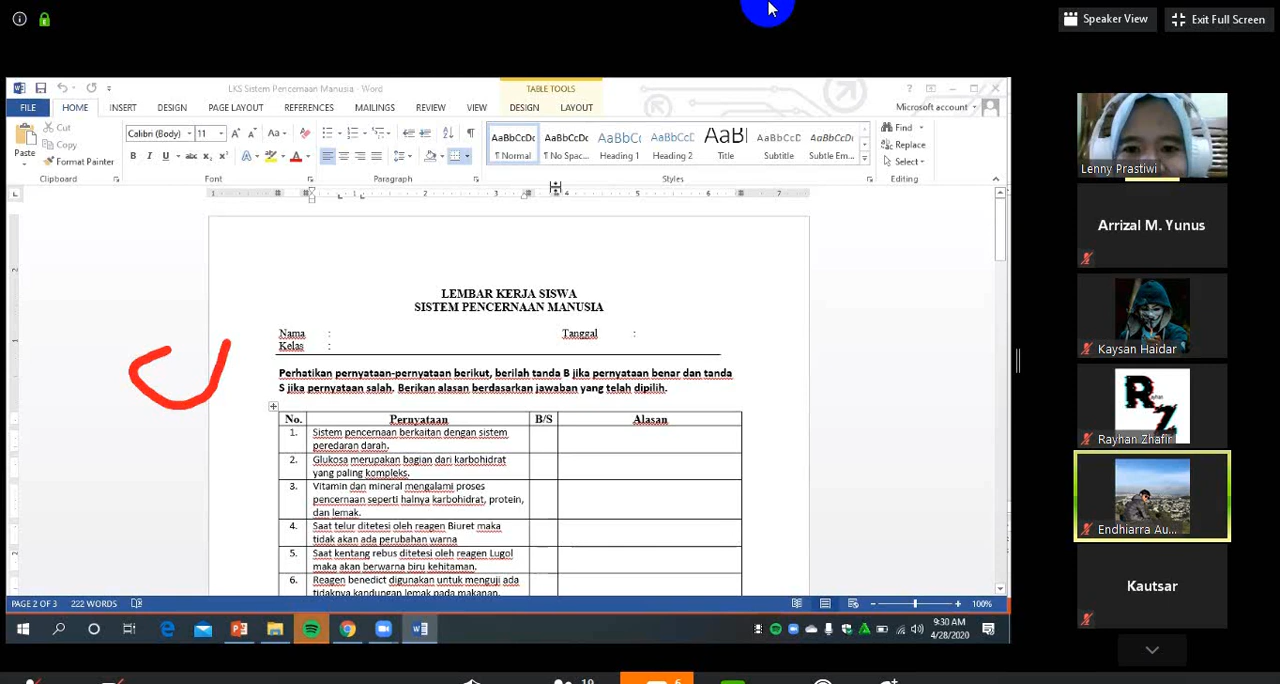 Speaker View
Exit Full Screen
LKS Sistem Pencernaan Manusia - Word
TABLE TOOLS
FILE
HOME
INSERT
DESIGN
PAGE LAYOUT
REFERENCES
MAILINGS
REVIEW
VIEW
DESIGN
LAYOUT
Microsoft account
Paste
Cut
Copy
Format Painter
Calibri (Body)
11
AaBbCcDc
¶ Normal
AaBbCcDc
¶ No Spac...
AaBbC
Heading 1
AaBbCcC
Heading 2
AaB
Title
AaBbCcD
Subtitle
AaBbCcDc
Subtle Em...
Find
Replace
Select
Clipboard
Font
Paragraph
Styles
Editing
LEMBAR KERJA SISWA
SISTEM PENCERNAAN MANUSIA
Nama :
Tanggal :
Kelas :
Perhatikan pernyataan-pernyataan berikut, berilah tanda B jika pernyataan benar dan tanda
S jika pernyataan salah. Berikan alasan berdasarkan jawaban yang telah dipilih.
No. Pernyataan B/S Alasan
1. Sistem pencernaan berkaitan dengan sistem
peredaran darah.
2. Glukosa merupakan bagian dari karbohidrat
yang paling kompleks.
3. Vitamin dan mineral mengalami proses
pencernaan seperti halnya karbohidrat, protein,
dan lemak.
4. Saat telur ditetesi oleh reagen Biuret maka
tidak akan ada perubahan warna
5. Saat kentang rebus ditetesi oleh reagen Lugol
maka akan berwarna biru kehitaman.
6. Reagen benedict digunakan untuk menguji ada
tidaknya kandungan lemak pada makanan.
PAGE 2 OF 3
222 WORDS
100%
9:30 AM
4/28/2020
Lenny Prastiwi
Arrizal M. Yunus
Kaysan Haidar
RZ
Rayhan Zhafir
Endhiarra Au...
Kautsar